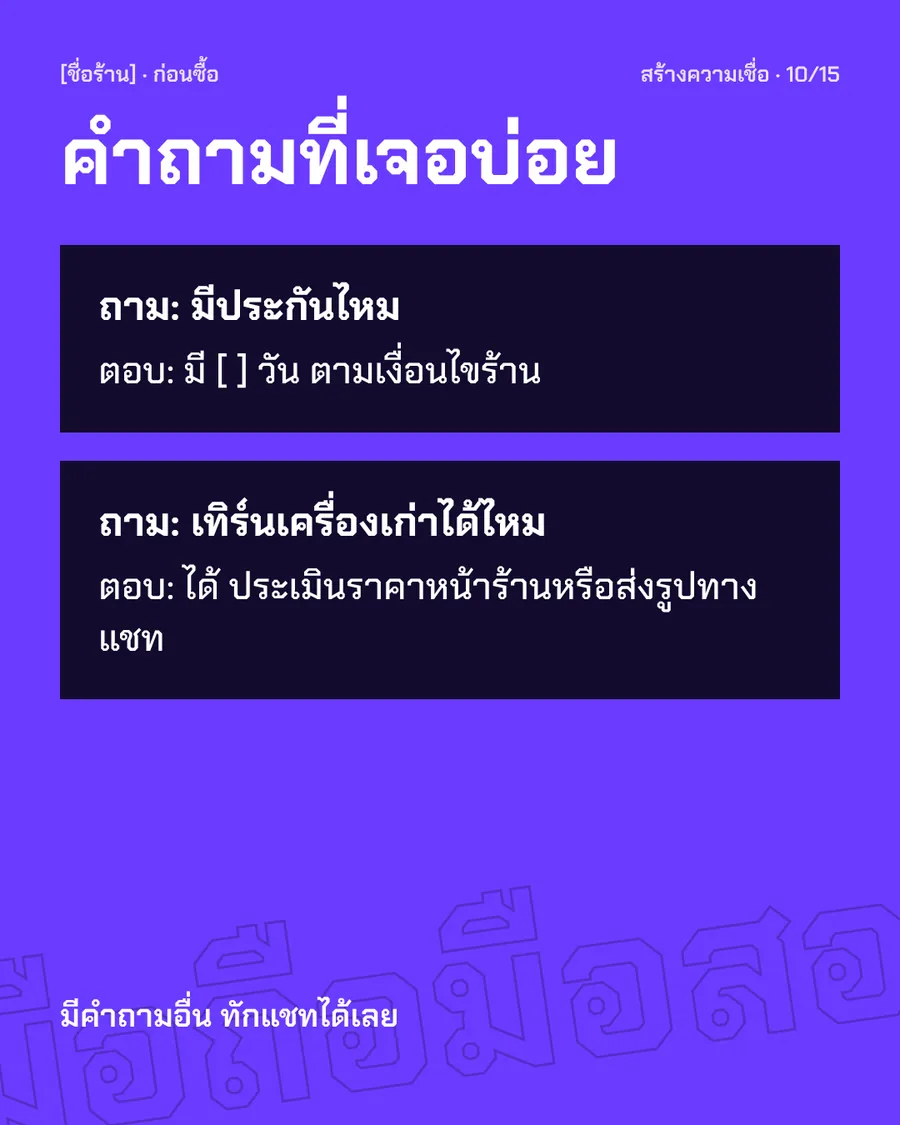 [ชื่อร้าน] · ก่อนซื้อ
สร้างความเชื่อ · 10/15
คำถามที่เจอบ่อย
ถาม: มีประกันไหม
ตอบ: มี [ ] วัน ตามเงื่อนไขร้าน
ถาม: เทิร์นเครื่องเก่าได้ไหม
ตอบ: ได้ ประเมินราคาหน้าร้านหรือส่งรูปทาง
แชท
มือถือมือสอ
มีคำถามอื่น ทักแชทได้เลย